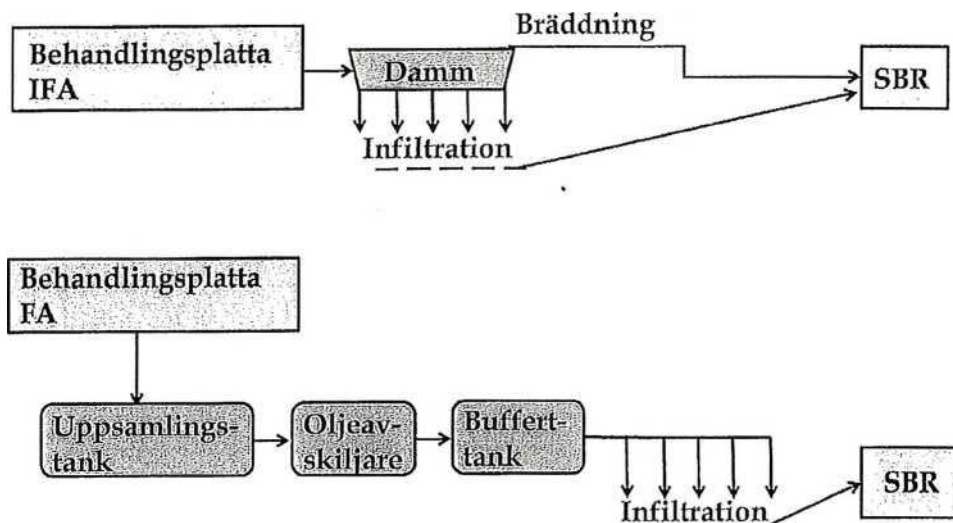 Bräddning
Behandlingsplatta
IFA
Damm
SBR
Infiltration
Behandlingsplatta
FA
Uppsamlings-
tank
Oljeav-
skiljare
Buffert-
tank
Infiltration
SBR